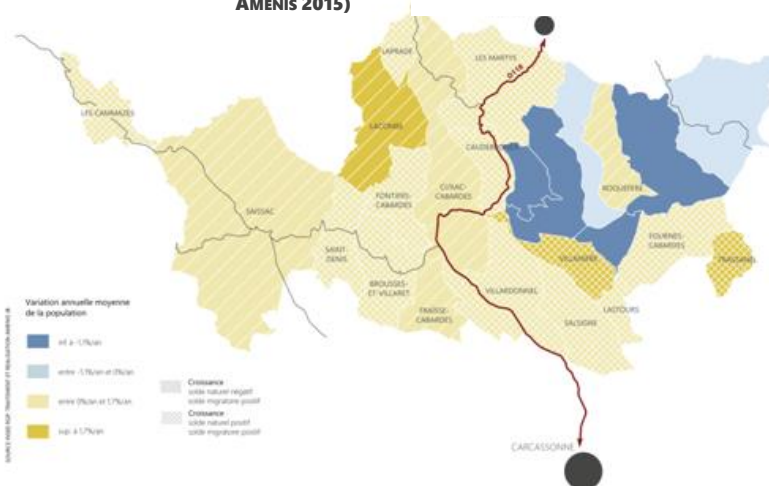 AMENIS 2015)
LAPRADE
LES MARTYS
D118
LES CAMMAZES
LACOMBE
CAUDEBRONDE
FONTIERS-
CABARDES
CUXAC-
CABARDES
ROQUEFERE
SAISSAC
SAINT-
DENIS
FOURNES-
CABARDES
VILLANIERE
TRASSANEL
BROUSSES-
ET-VILLARET
VILLARDONNEL
LASTOURS
FRAISSE-
CABARDES
SALSIGNE
Variation annuelle moyenne
de la population
inf à -1,1%/an
entre -1,1%/an et 0%/an
entre 0%/an et 1,7%/an
sup. à 1,7%/an
Croissance
solde naturel négatif
solde migratoire positif
Croissance
solde naturel positif
solde migratoire positif
CARCASSONNE